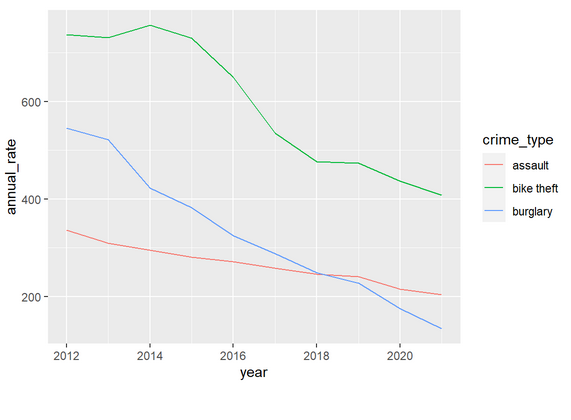 annual_rate
600
400
200
2012
2014
2016
2018
2020
year
crime_type
assault
bike theft
burglary